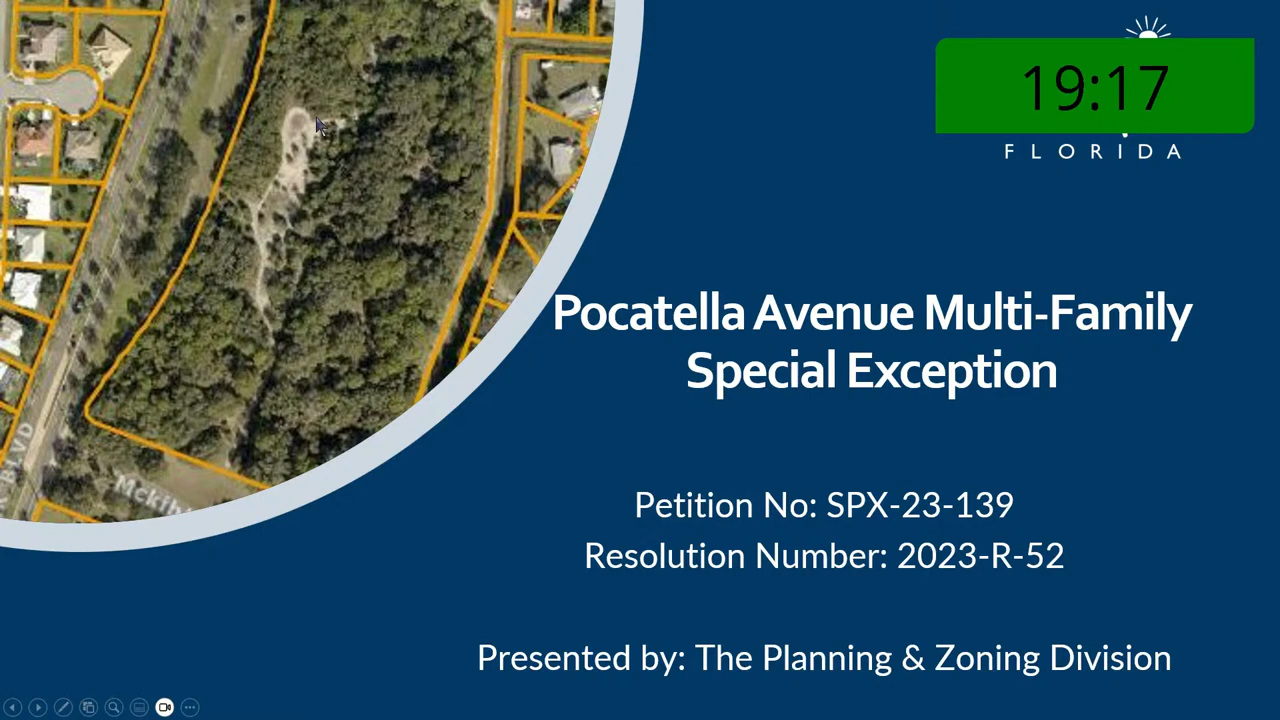 19:17
FLORIDA
Pocatella Avenue Multi-Family
Special Exception
Petition No: SPX-23-139
Resolution Number: 2023-R-52
Presented by: The Planning & Zoning Division
BLVD